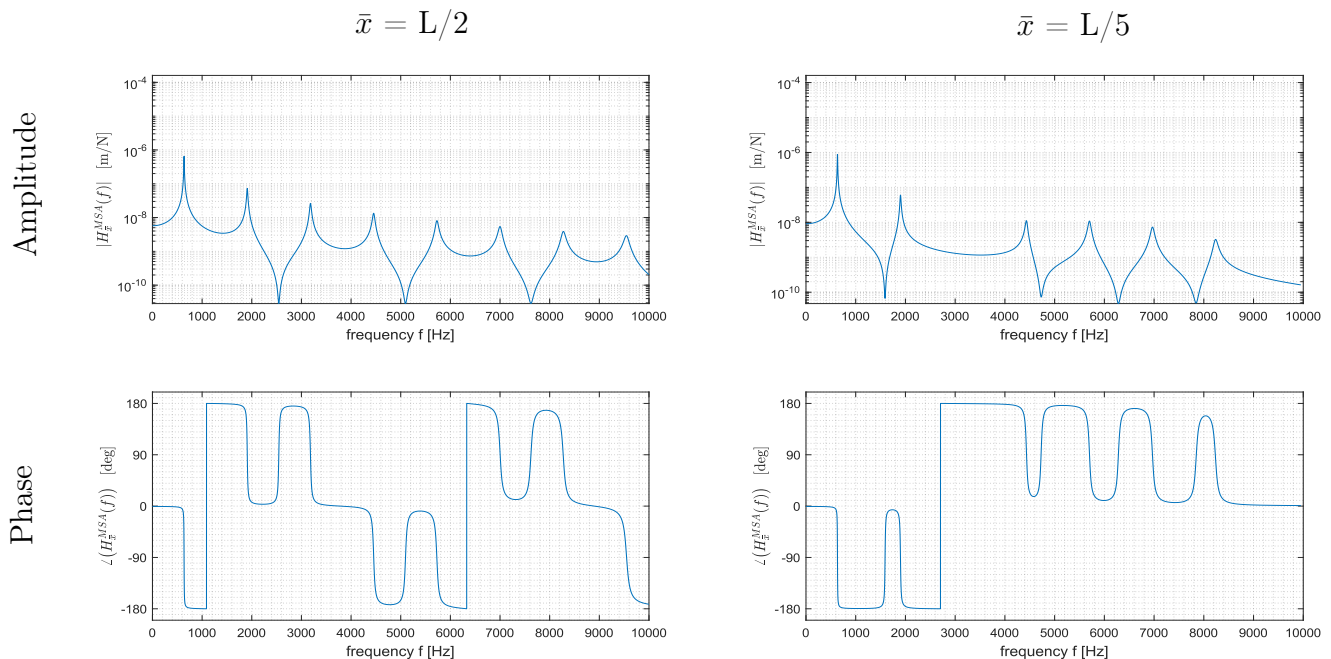 x̄ = L/2
x̄ = L/5
Amplitude
|H_x̄^{MSA}(f)| [m/N]
10^-4
10^-6
10^-8
10^-10
0 1000 2000 3000 4000 5000 6000 7000 8000 9000 10000
frequency f [Hz]
|H_x̄^{MSA}(f)| [m/N]
10^-4
10^-6
10^-8
10^-10
0 1000 2000 3000 4000 5000 6000 7000 8000 9000 10000
frequency f [Hz]
Phase
∠(H_x̄^{MSA}(f)) [deg]
180
90
0
-90
-180
0 1000 2000 3000 4000 5000 6000 7000 8000 9000 10000
frequency f [Hz]
∠(H_x̄^{MSA}(f)) [deg]
180
90
0
-90
-180
0 1000 2000 3000 4000 5000 6000 7000 8000 9000 10000
frequency f [Hz]